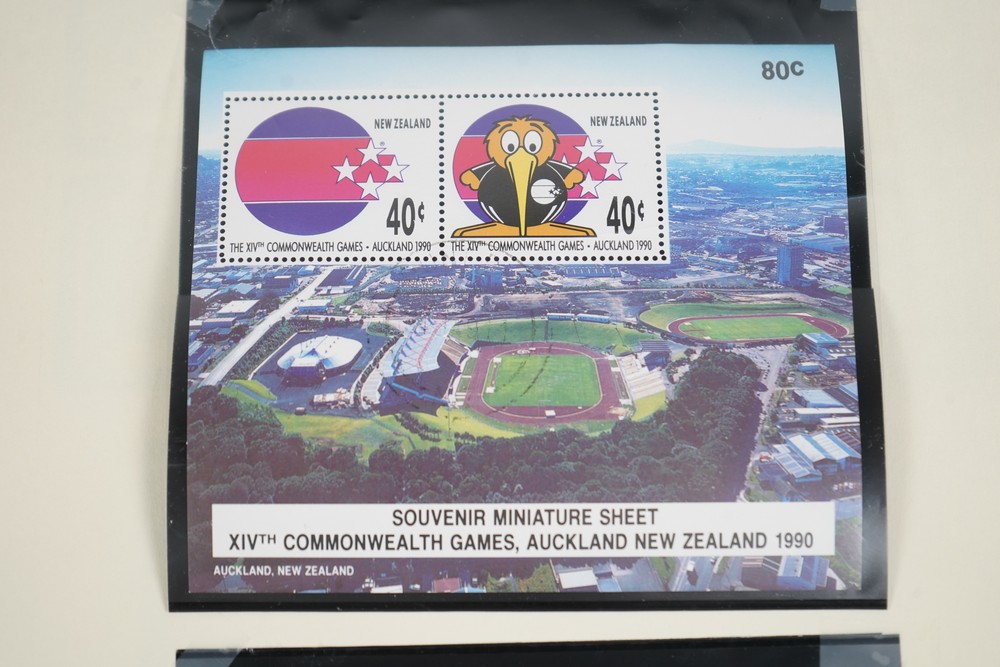 80c
NEW ZEALAND
40¢
THE XIVTH COMMONWEALTH GAMES • AUCKLAND 1990
NEW ZEALAND
40¢
THE XIVTH COMMONWEALTH GAMES • AUCKLAND 1990
SOUVENIR MINIATURE SHEET
XIVTH COMMONWEALTH GAMES, AUCKLAND NEW ZEALAND 1990
AUCKLAND, NEW ZEALAND